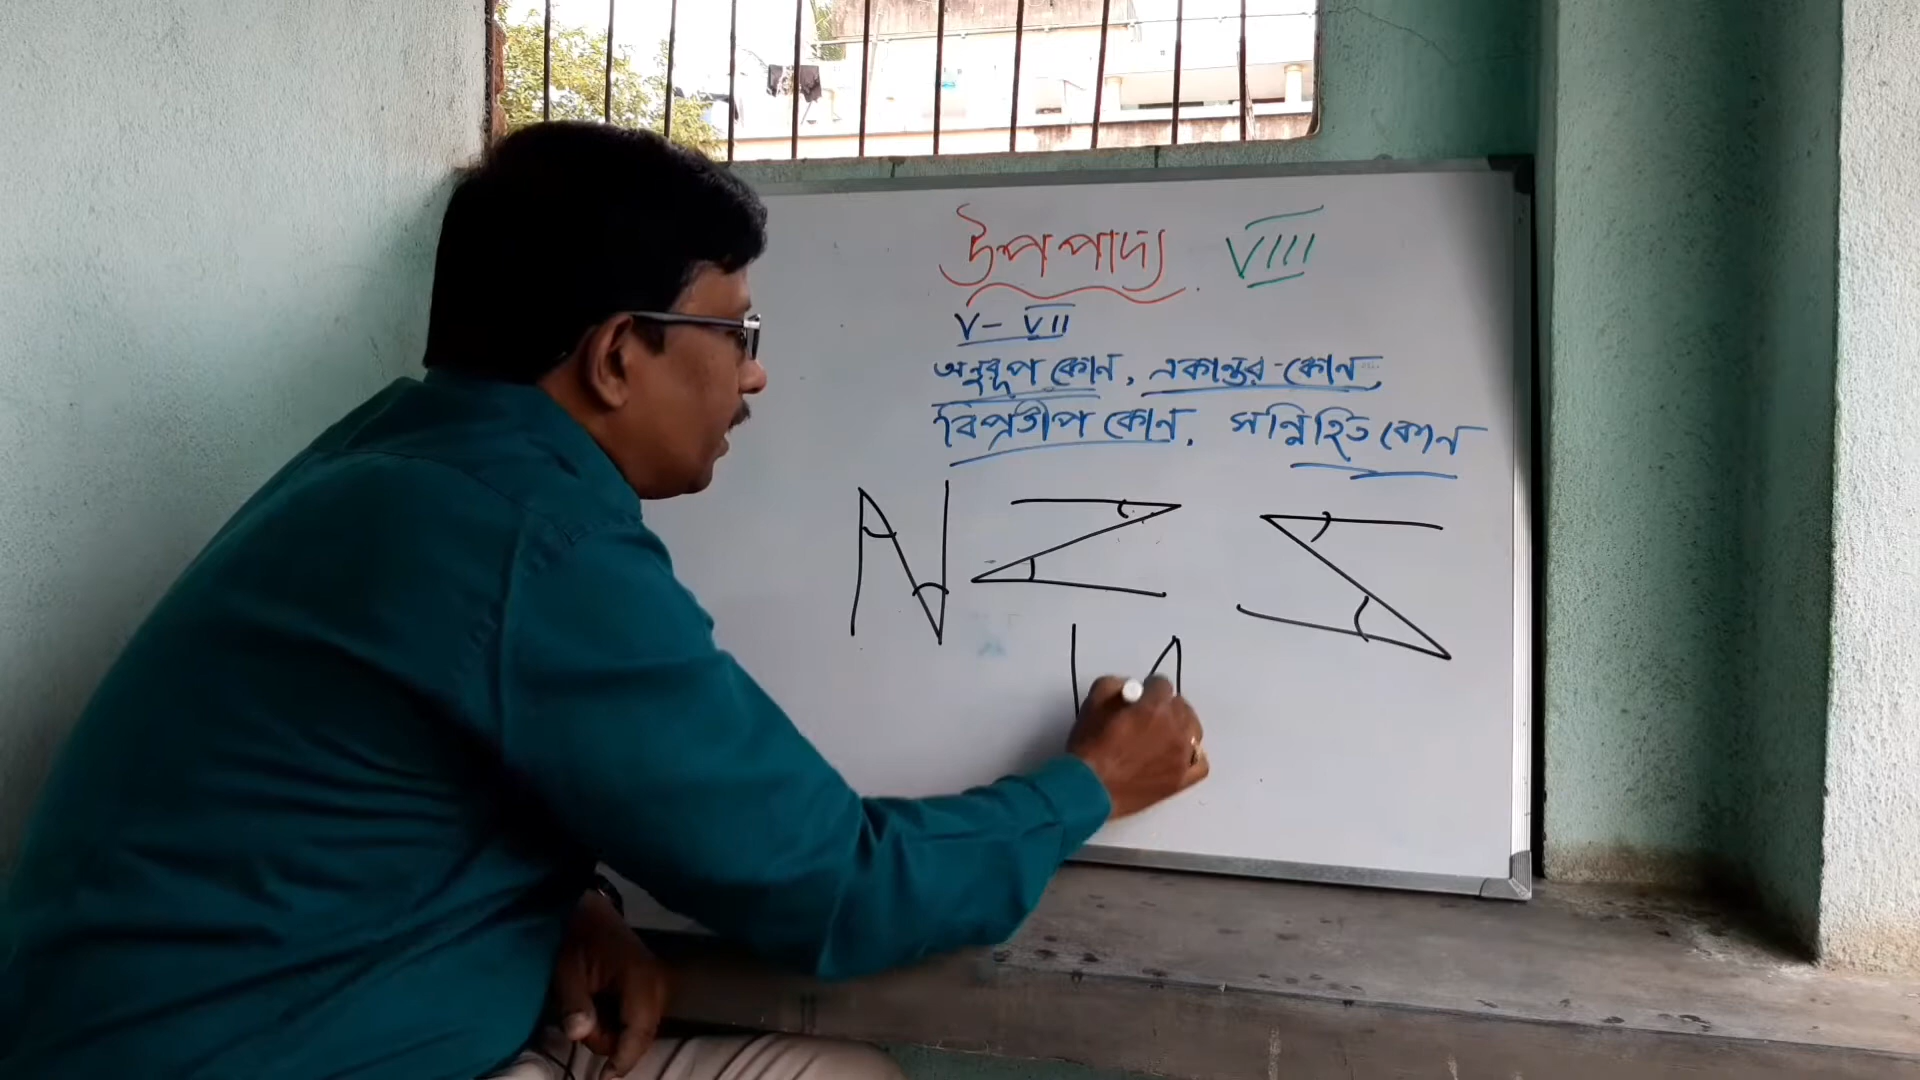 উপপাদ্য VIII
V - VII
অনুরূপ কোন, একান্তর-কোন,
বিপ্রতীপ কোন, সন্নিহিত কোন